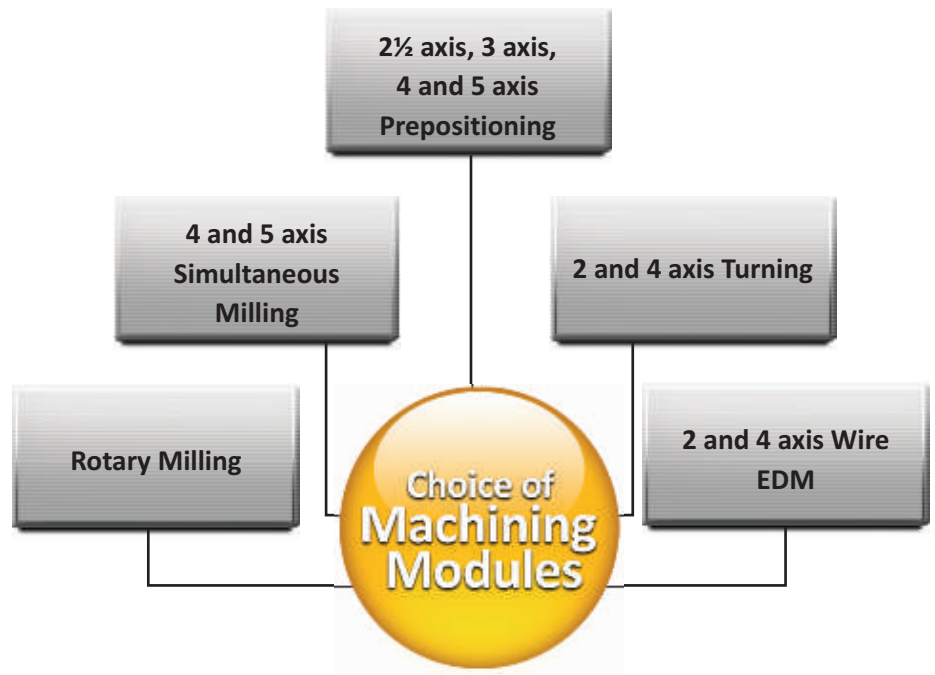 2½ axis, 3 axis,
4 and 5 axis
Prepositioning
4 and 5 axis
Simultaneous
Milling
2 and 4 axis Turning
Rotary Milling
2 and 4 axis Wire
EDM
Choice of
Machining
Modules